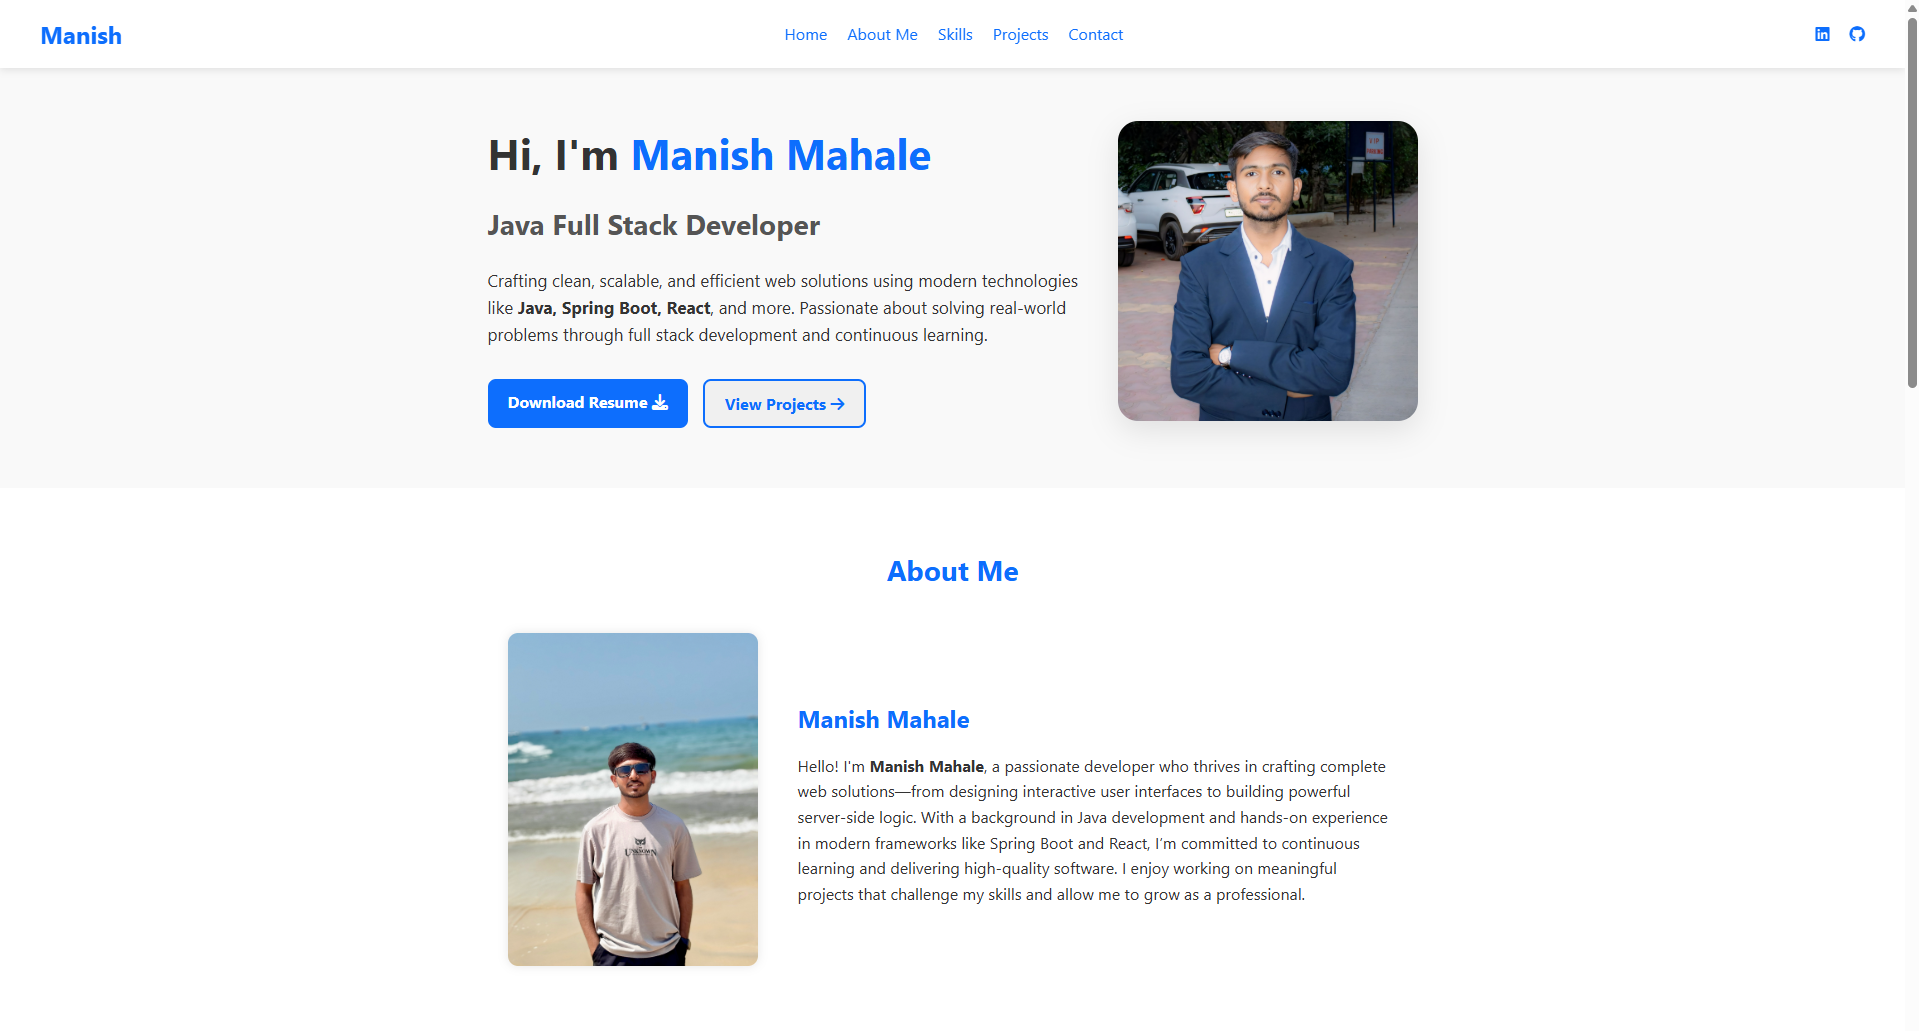 Manish
Home About Me Skills Projects Contact
Hi, I'm Manish Mahale
Java Full Stack Developer
Crafting clean, scalable, and efficient web solutions using modern technologies
like Java, Spring Boot, React, and more. Passionate about solving real-world
problems through full stack development and continuous learning.
Download Resume
View Projects
About Me
UNKNOWN
Manish Mahale
Hello! I'm Manish Mahale, a passionate developer who thrives in crafting complete
web solutions—from designing interactive user interfaces to building powerful
server-side logic. With a background in Java development and hands-on experience
in modern frameworks like Spring Boot and React, I’m committed to continuous
learning and delivering high-quality software. I enjoy working on meaningful
projects that challenge my skills and allow me to grow as a professional.